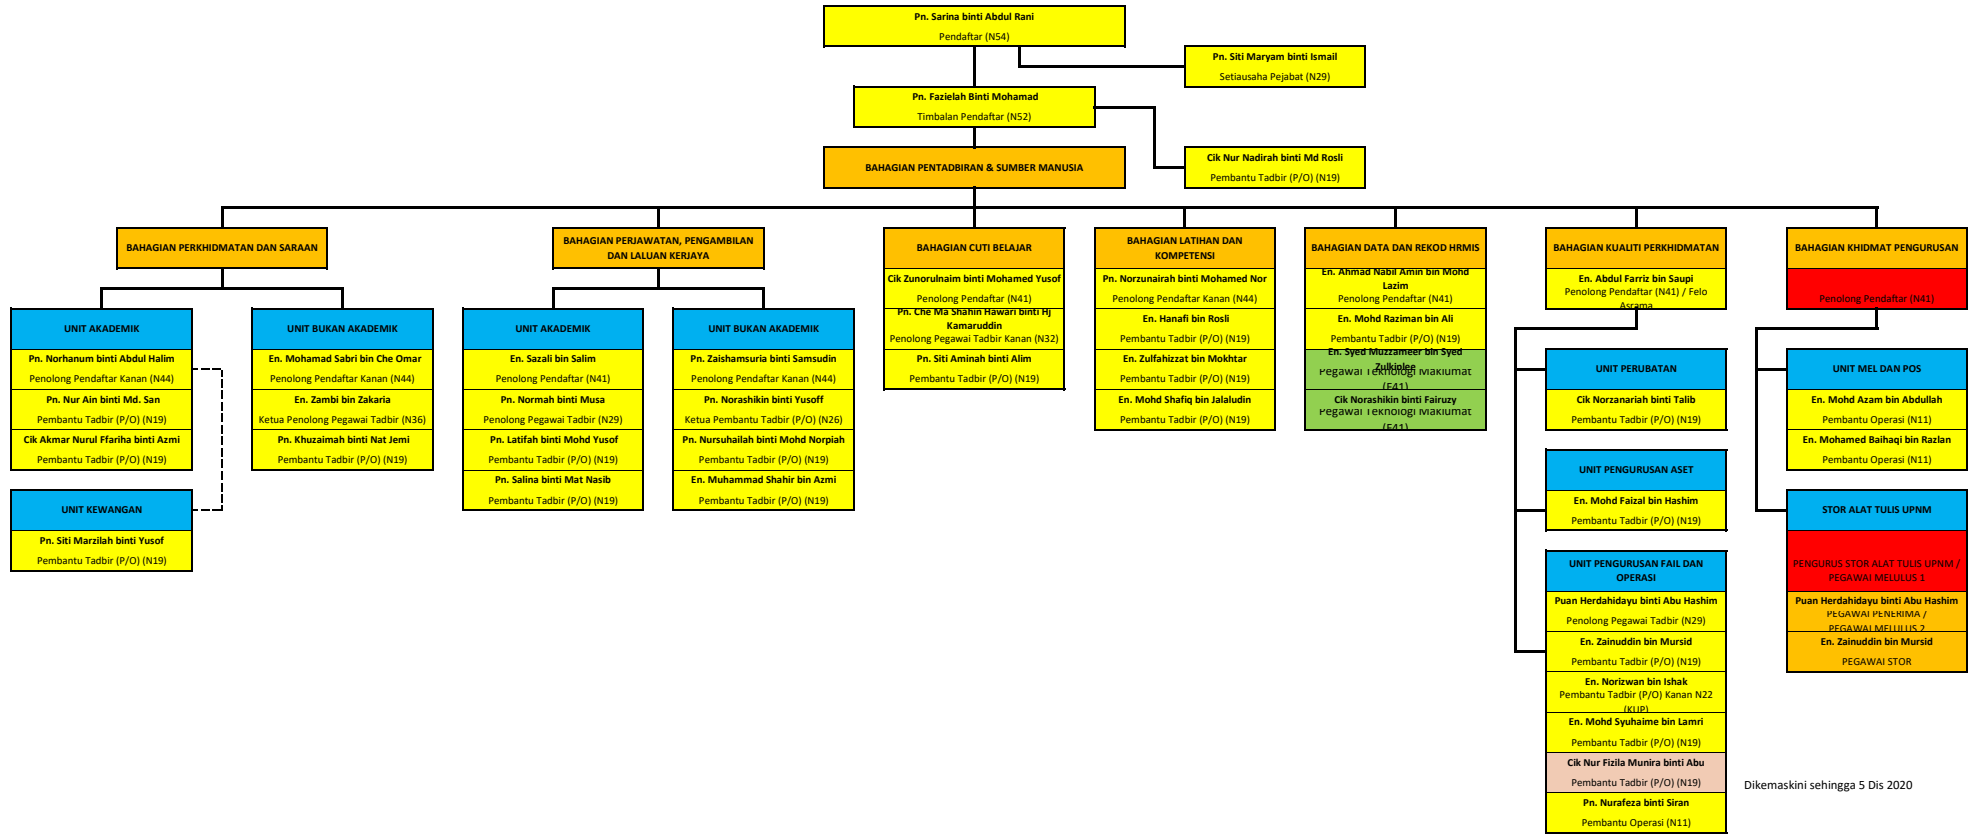 Pn. Sarina binti Abdul Rani
Pendaftar (N54)
Pn. Siti Maryam binti Ismail
Setiausaha Pejabat (N29)
Pn. Fazielah Binti Mohamad
Timbalan Pendaftar (N52)
BAHAGIAN PENTADBIRAN & SUMBER MANUSIA
Cik Nur Nadirah binti Md Rosli
Pembantu Tadbir (P/O) (N19)
BAHAGIAN PERKHIDMATAN DAN SARAAN
UNIT AKADEMIK
Pn. Norhanum binti Abdul Halim
Penolong Pendaftar Kanan (N44)
Pn. Nur Ain binti Md. San
Pembantu Tadbir (P/O) (N19)
Cik Akmar Nurul Ffariha binti Azmi
Pembantu Tadbir (P/O) (N19)
UNIT KEWANGAN
Pn. Siti Marzilah binti Yusof
Pembantu Tadbir (P/O) (N19)
UNIT BUKAN AKADEMIK
En. Mohamad Sabri bin Che Omar
Penolong Pendaftar Kanan (N44)
En. Zambi bin Zakaria
Ketua Penolong Pegawai Tadbir (N36)
Pn. Khuzaimah binti Nat Jemi
Pembantu Tadbir (P/O) (N19)
BAHAGIAN PERJAWATAN, PENGAMBILAN
DAN LALUAN KERJAYA
UNIT AKADEMIK
En. Sazali bin Salim
Penolong Pendaftar (N41)
Pn. Normah binti Musa
Penolong Pegawai Tadbir (N29)
Pn. Latifah binti Mohd Yusof
Pembantu Tadbir (P/O) (N19)
Pn. Salina binti Mat Nasib
Pembantu Tadbir (P/O) (N19)
UNIT BUKAN AKADEMIK
Pn. Zaishamsuria binti Samsudin
Penolong Pendaftar Kanan (N44)
Pn. Norashikin binti Yusoff
Ketua Pembantu Tadbir (P/O) (N26)
Pn. Nursuhailah binti Mohd Norpiah
Pembantu Tadbir (P/O) (N19)
En. Muhammad Shahir bin Azmi
Pembantu Tadbir (P/O) (N19)
BAHAGIAN CUTI BELAJAR
Cik Zunorulnaim binti Mohamed Yusof
Penolong Pendaftar (N41)
Pn. Che Ma Shahin Hawari binti Hj
Kamaruddin
Penolong Pegawai Tadbir Kanan (N32)
Pn. Siti Aminah binti Alim
Pembantu Tadbir (P/O) (N19)
BAHAGIAN LATIHAN DAN
KOMPETENSI
Pn. Norzunairah binti Mohamed Nor
Penolong Pendaftar Kanan (N44)
En. Hanafi bin Rosli
Pembantu Tadbir (P/O) (N19)
En. Zulfahizzat bin Mokhtar
Pembantu Tadbir (P/O) (N19)
En. Mohd Shafiq bin Jalaludin
Pembantu Tadbir (P/O) (N19)
BAHAGIAN DATA DAN REKOD HRMIS
En. Ahmad Nabil Amin bin Mohd
Lazim
Penolong Pendaftar (N41)
En. Mohd Raziman bin Ali
Pembantu Tadbir (P/O) (N19)
En. Syed Muzzameer bin Syed
Zulkiplee
Pegawai Teknologi Maklumat
(F41)
Cik Norashikin binti Fairuzy
Pegawai Teknologi Maklumat
(F41)
BAHAGIAN KUALITI PERKHIDMATAN
En. Abdul Farriz bin Saupi
Penolong Pendaftar (N41) / Felo
Asrama
UNIT PERUBATAN
Cik Norzanariah binti Talib
Pembantu Tadbir (P/O) (N19)
UNIT PENGURUSAN ASET
En. Mohd Faizal bin Hashim
Pembantu Tadbir (P/O) (N19)
UNIT PENGURUSAN FAIL DAN
OPERASI
Puan Herdahidayu binti Abu Hashim
Penolong Pegawai Tadbir (N29)
En. Zainuddin bin Mursid
Pembantu Tadbir (P/O) (N19)
En. Norizwan bin Ishak
Pembantu Tadbir (P/O) Kanan N22
(KUP)
En. Mohd Syuhaime bin Lamri
Pembantu Tadbir (P/O) (N19)
Cik Nur Fizila Munira binti Abu
Pembantu Tadbir (P/O) (N19)
Pn. Nurafeza binti Siran
Pembantu Operasi (N11)
BAHAGIAN KHIDMAT PENGURUSAN
Penolong Pendaftar (N41)
UNIT MEL DAN POS
En. Mohd Azam bin Abdullah
Pembantu Operasi (N11)
En. Mohamed Baihaqi bin Razlan
Pembantu Operasi (N11)
STOR ALAT TULIS UPNM
PENGURUS STOR ALAT TULIS UPNM /
PEGAWAI MELULUS 1
Puan Herdahidayu binti Abu Hashim
PEGAWAI PENERIMA /
PEGAWAI MELULUS 2
En. Zainuddin bin Mursid
PEGAWAI STOR
Dikemaskini sehingga 5 Dis 2020